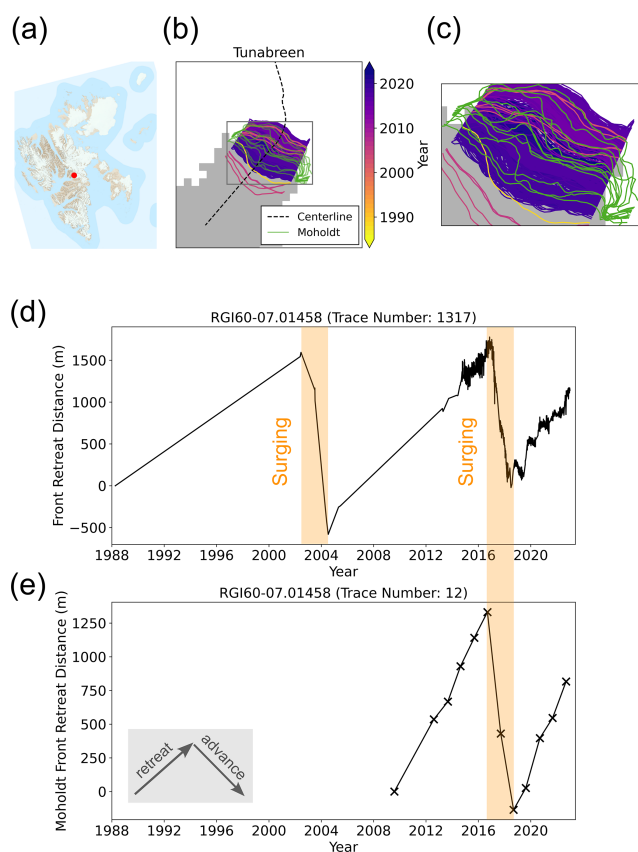 (a)
(b)
(c)
Tunabreen
2020
2010
2000
1990
Year
Centerline
Moholdt
(d)
RGI60-07.01458 (Trace Number: 1317)
Front Retreat Distance (m)
1500
1000
500
0
−500
Surging
Surging
1988 1992 1996 2000 2004 2008 2012 2016 2020
Year
(e)
RGI60-07.01458 (Trace Number: 12)
Moholdt Front Retreat Distance (m)
1250
1000
750
500
250
0
retreat
advance
1988 1992 1996 2000 2004 2008 2012 2016 2020
Year